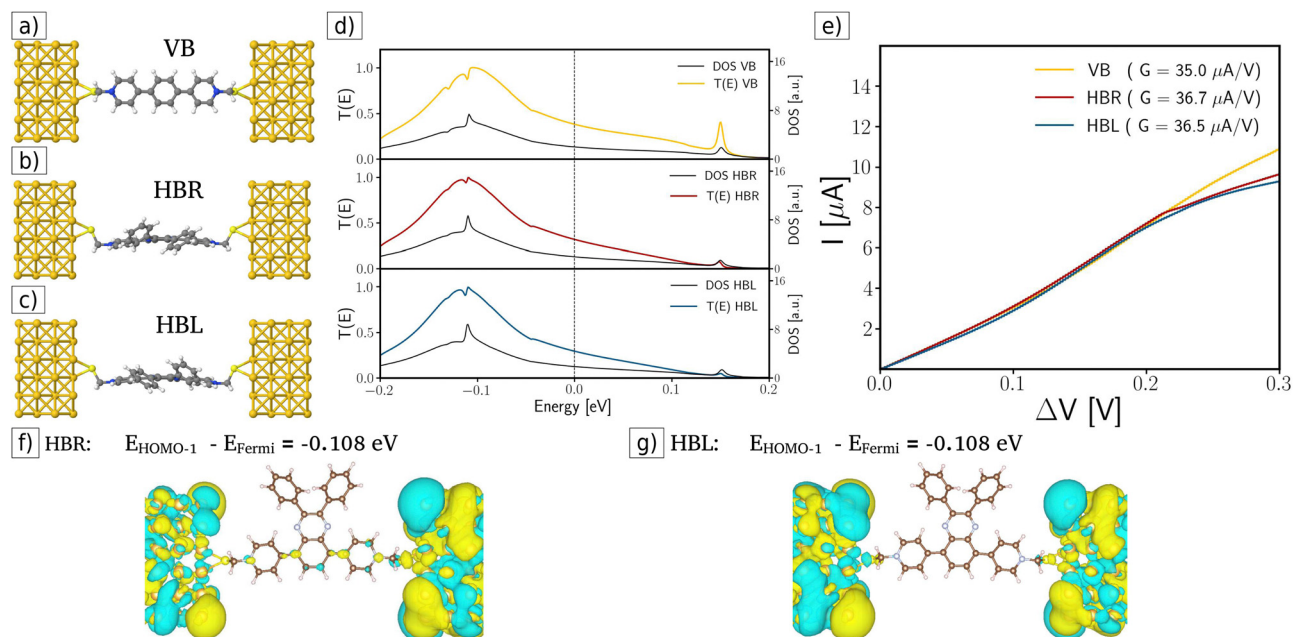 a)
VB
b)
HBR
c)
HBL
d)
T(E)
1.0
0.5
0.0
DOS VB
T(E) VB
16
8
0
DOS [a.u.]
T(E)
1.0
0.5
0.0
DOS HBR
T(E) HBR
16
8
0
DOS [a.u.]
T(E)
1.0
0.5
0.0
DOS HBL
T(E) HBL
16
8
0
DOS [a.u.]
−0.2 −0.1 0.0 0.1 0.2
Energy [eV]
e)
I [μA]
14
12
10
8
6
4
2
VB ( G = 35.0 μA/V)
HBR ( G = 36.7 μA/V)
HBL ( G = 36.5 μA/V)
0.0 0.1 0.2 0.3
ΔV [V]
f) HBR: E_HOMO-1 - E_Fermi = -0.108 eV
g) HBL: E_HOMO-1 - E_Fermi = -0.108 eV